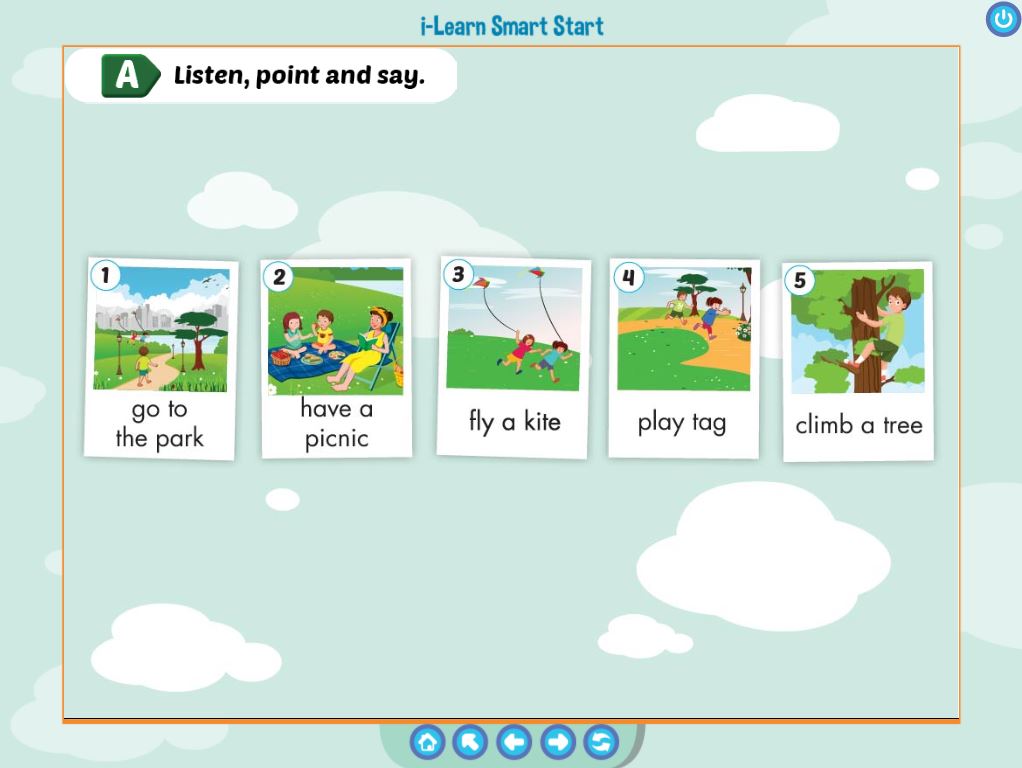 i-Learn Smart Start
A Listen, point and say.
1
go to
the park
2
have a
picnic
3
fly a kite
4
play tag
5
climb a tree